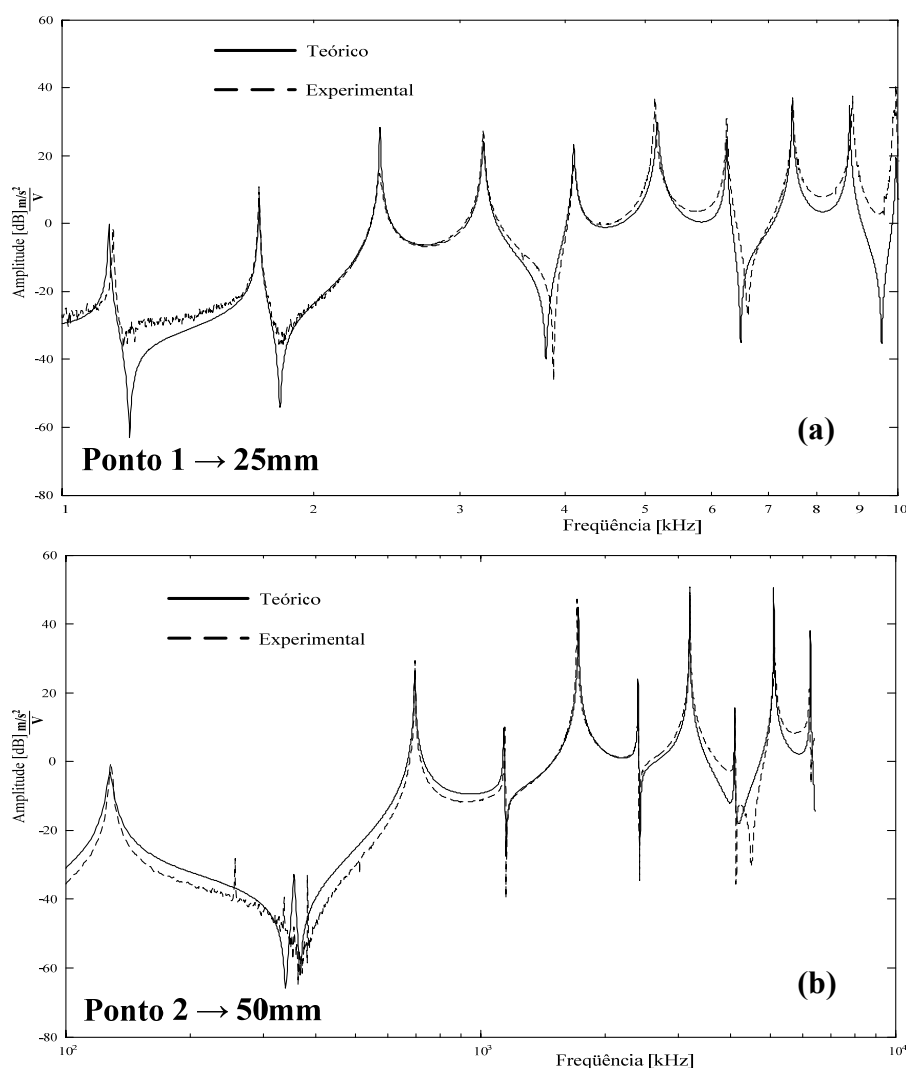 60
40
20
0
-20
-40
-60
-80
Amplitude [dB] m/s²/V
Teórico
Experimental
(a)
Ponto 1 → 25mm
1
2
3
4
5
6
7
8
9
10
Freqüência [kHz]
60
40
20
0
-20
-40
-60
-80
Amplitude [dB] m/s²/V
Teórico
Experimental
(b)
Ponto 2 → 50mm
10²
10³
10⁴
Freqüência [kHz]